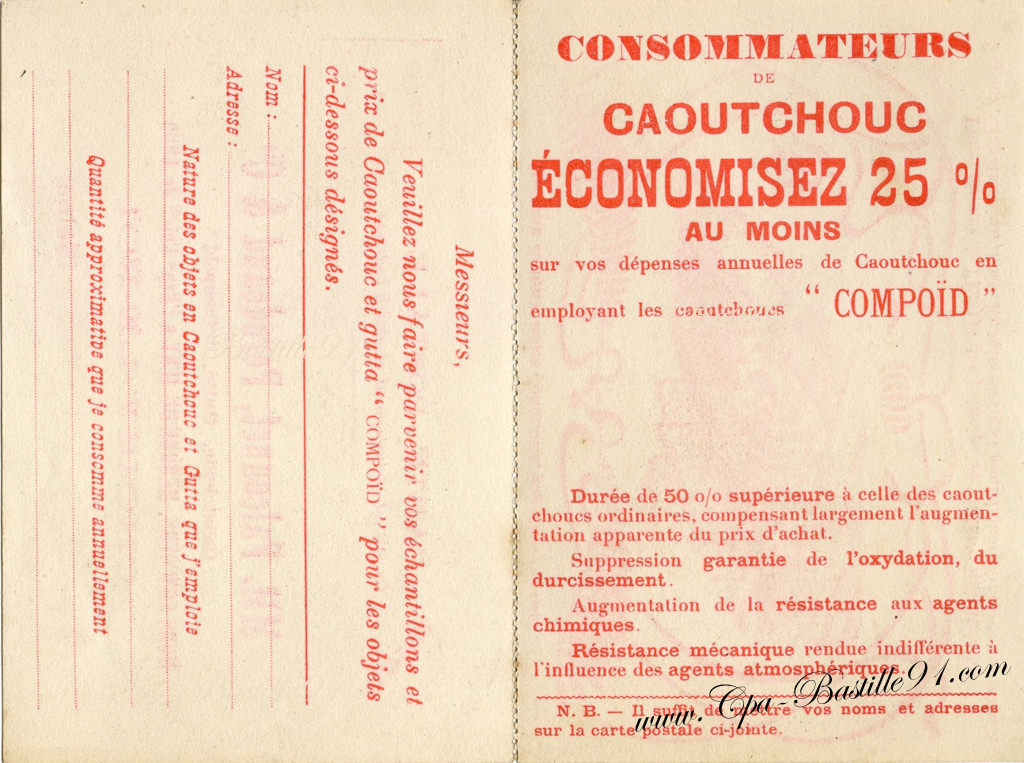 Messieurs,
Veuillez nous faire parvenir vos échantillons et
prix de Caoutchouc et gutta “ COMPOÏD ” pour les objets
ci-dessous désignés.
Nom :
Adresse :
Nature des objets en Caoutchouc et Gutta que j'emploie
Quantité approximative que je consomme annuellement
CONSOMMATEURS
DE
CAOUTCHOUC
ÉCONOMISEZ 25 %
AU MOINS
sur vos dépenses annuelles de Caoutchouc en
employant les caoutchoucs “ COMPOÏD ”
Durée de 50 o/o supérieure à celle des caout-
choucs ordinaires, compensant largement l'augmen-
tation apparente du prix d'achat.
Suppression garantie de l'oxydation, du
durcissement.
Augmentation de la résistance aux agents
chimiques.
Résistance mécanique rendue indifférente à
l'influence des agents atmosphériques.
N. B. — Il suffit de mettre vos noms et adresses
sur la carte postale ci-jointe.
www.Cpa-Bastille91.com